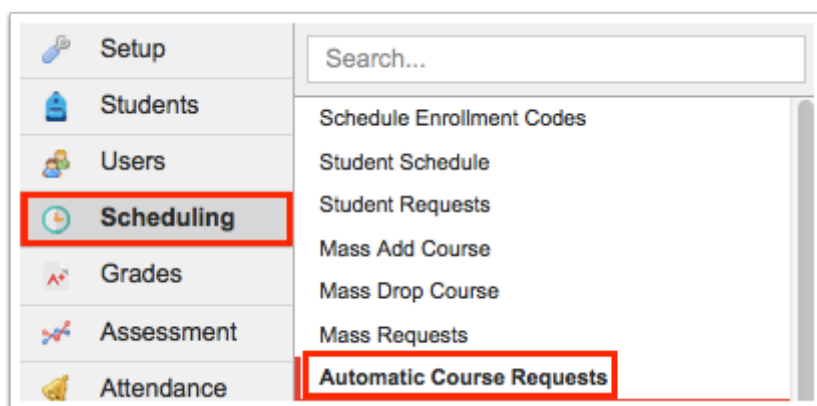 Setup
Students
Users
Scheduling
A+
Grades
Assessment
Attendance
Search...
Schedule Enrollment Codes
Student Schedule
Student Requests
Mass Add Course
Mass Drop Course
Mass Requests
Automatic Course Requests